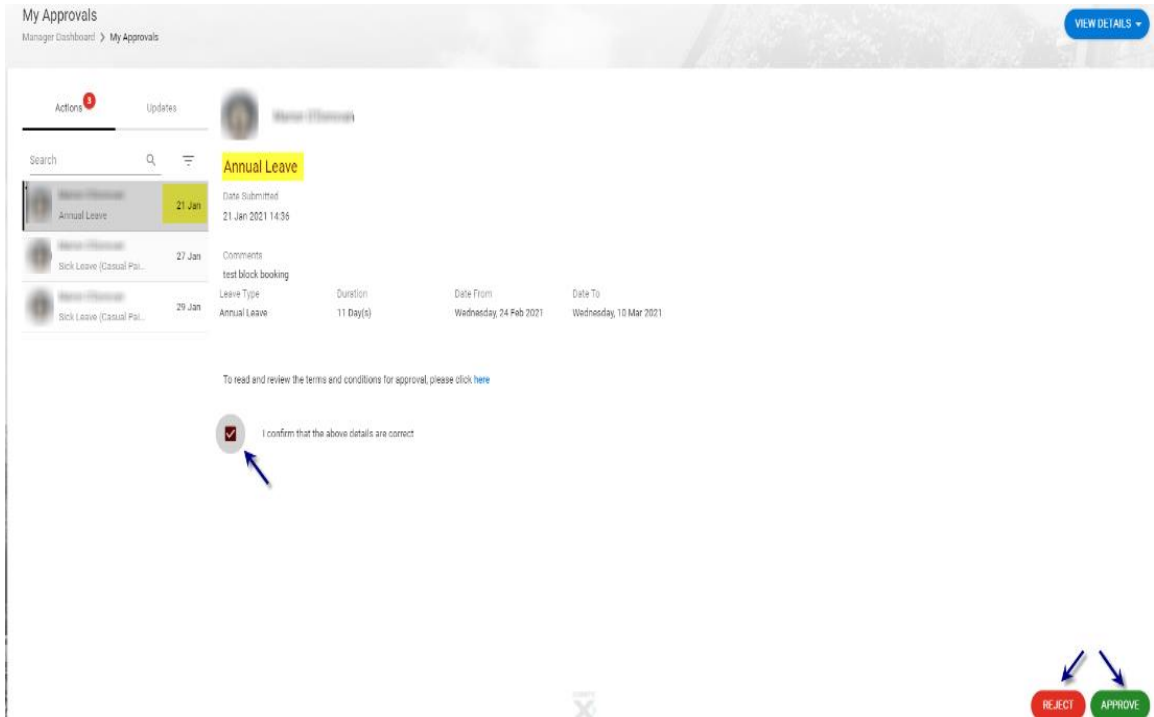 My Approvals
Manager Dashboard > My Approvals
VIEW DETAILS
Actions 3
Updates
Search
Annual Leave
21 Jan
Sick Leave (Casual Pai...
27 Jan
Sick Leave (Casual Pai...
29 Jan
Annual Leave
Date Submitted
21 Jan 2021 14:36
Comments
test block booking
Leave Type Duration Date From Date To
Annual Leave 11 Day(s) Wednesday, 24 Feb 2021 Wednesday, 10 Mar 2021
To read and review the terms and conditions for approval, please click here
I confirm that the above details are correct
REJECT APPROVE